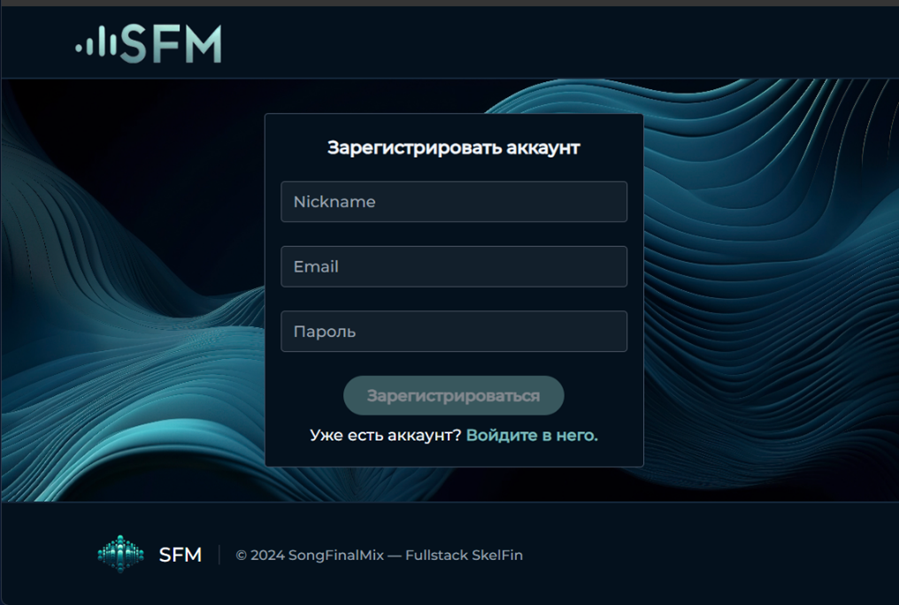 SFM
Зарегистрировать аккаунт
Nickname
Email
Пароль
Зарегистрироваться
Уже есть аккаунт? Войдите в него.
SFM
© 2024 SongFinalMix — Fullstack SkelFin